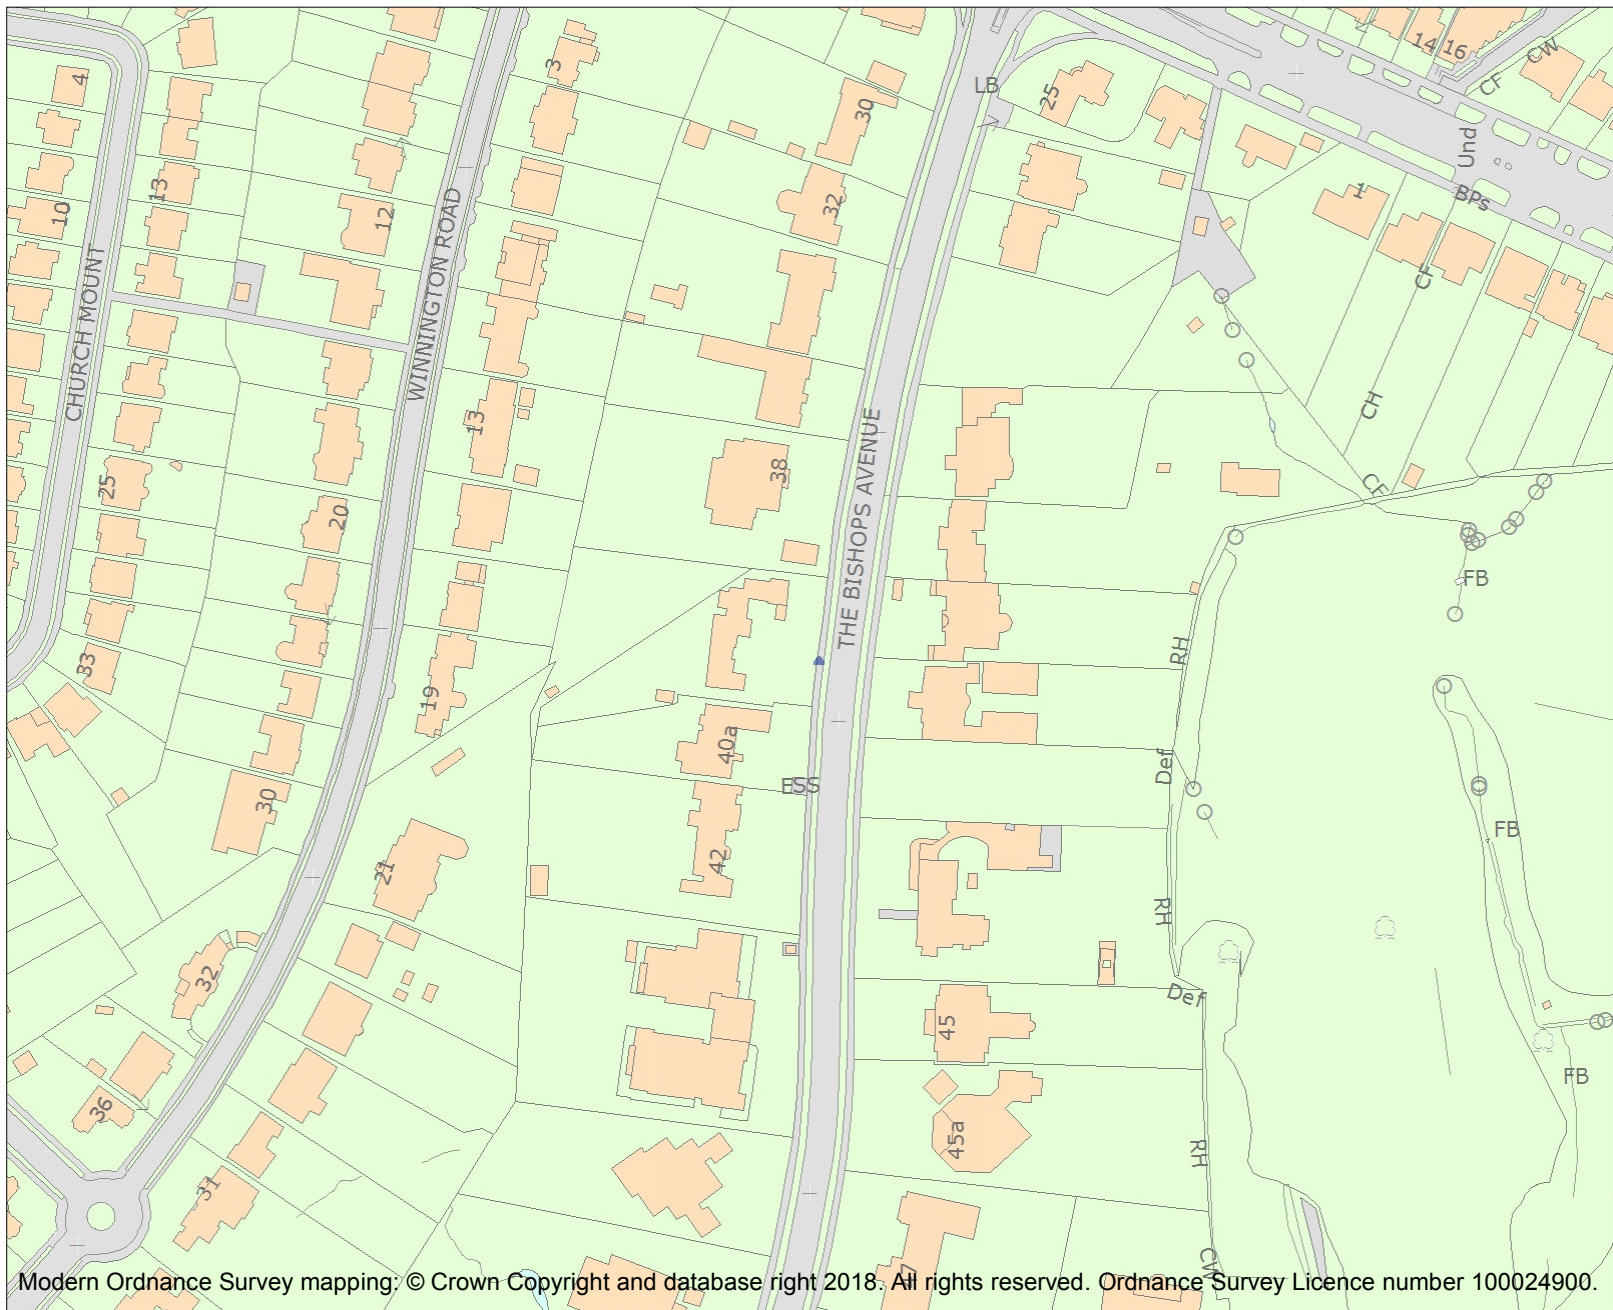 14
16
CW
CF
3
4
LB
25
30
Und
13
10
12
32
1
BPs
WINNINGTON ROAD
CHURCH MOUNT
CF
CH
13
THE BISHOPS AVENUE
38
25
20
CF
FB
RH
33
19
40a
Def
ESS
30
FB
42
21
RH
32
Def
45
36
FB
45a
RH
31
CW
Modern Ordnance Survey mapping: © Crown Copyright and database right 2018. All rights reserved. Ordnance Survey Licence number 100024900.